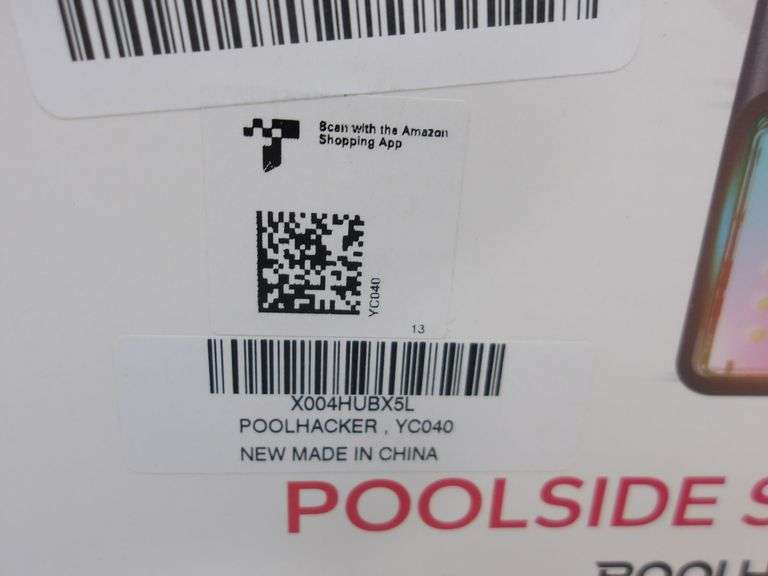 Scan with the Amazon
Shopping App
YC040
13
X004HUBX5L
POOLHACKER , YC040
NEW MADE IN CHINA
POOLSIDE